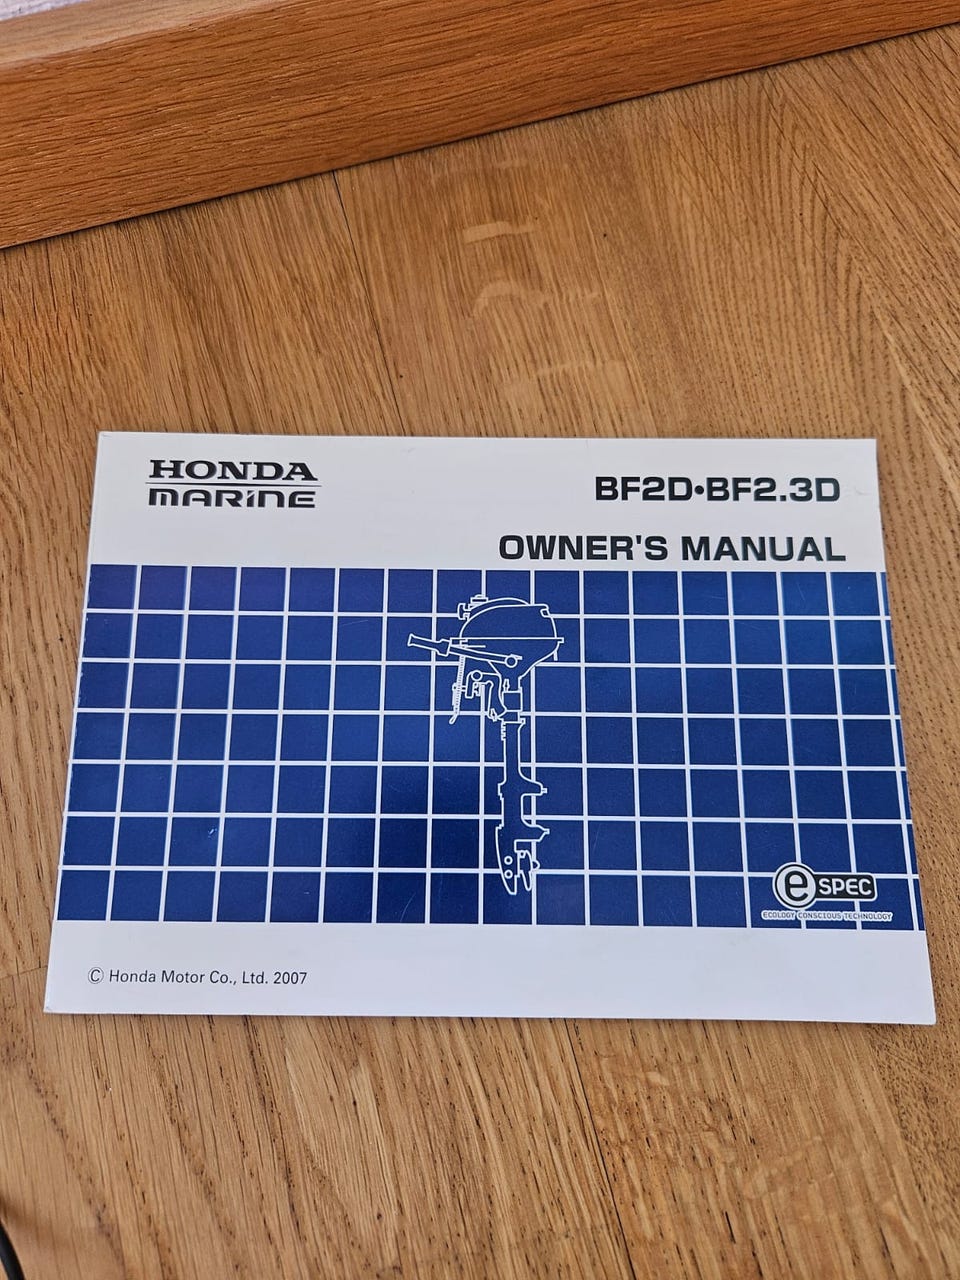 HONDA
MARINE
BF2D•BF2.3D
OWNER'S MANUAL
e SPEC
ECOLOGY CONSCIOUS TECHNOLOGY
© Honda Motor Co., Ltd. 2007